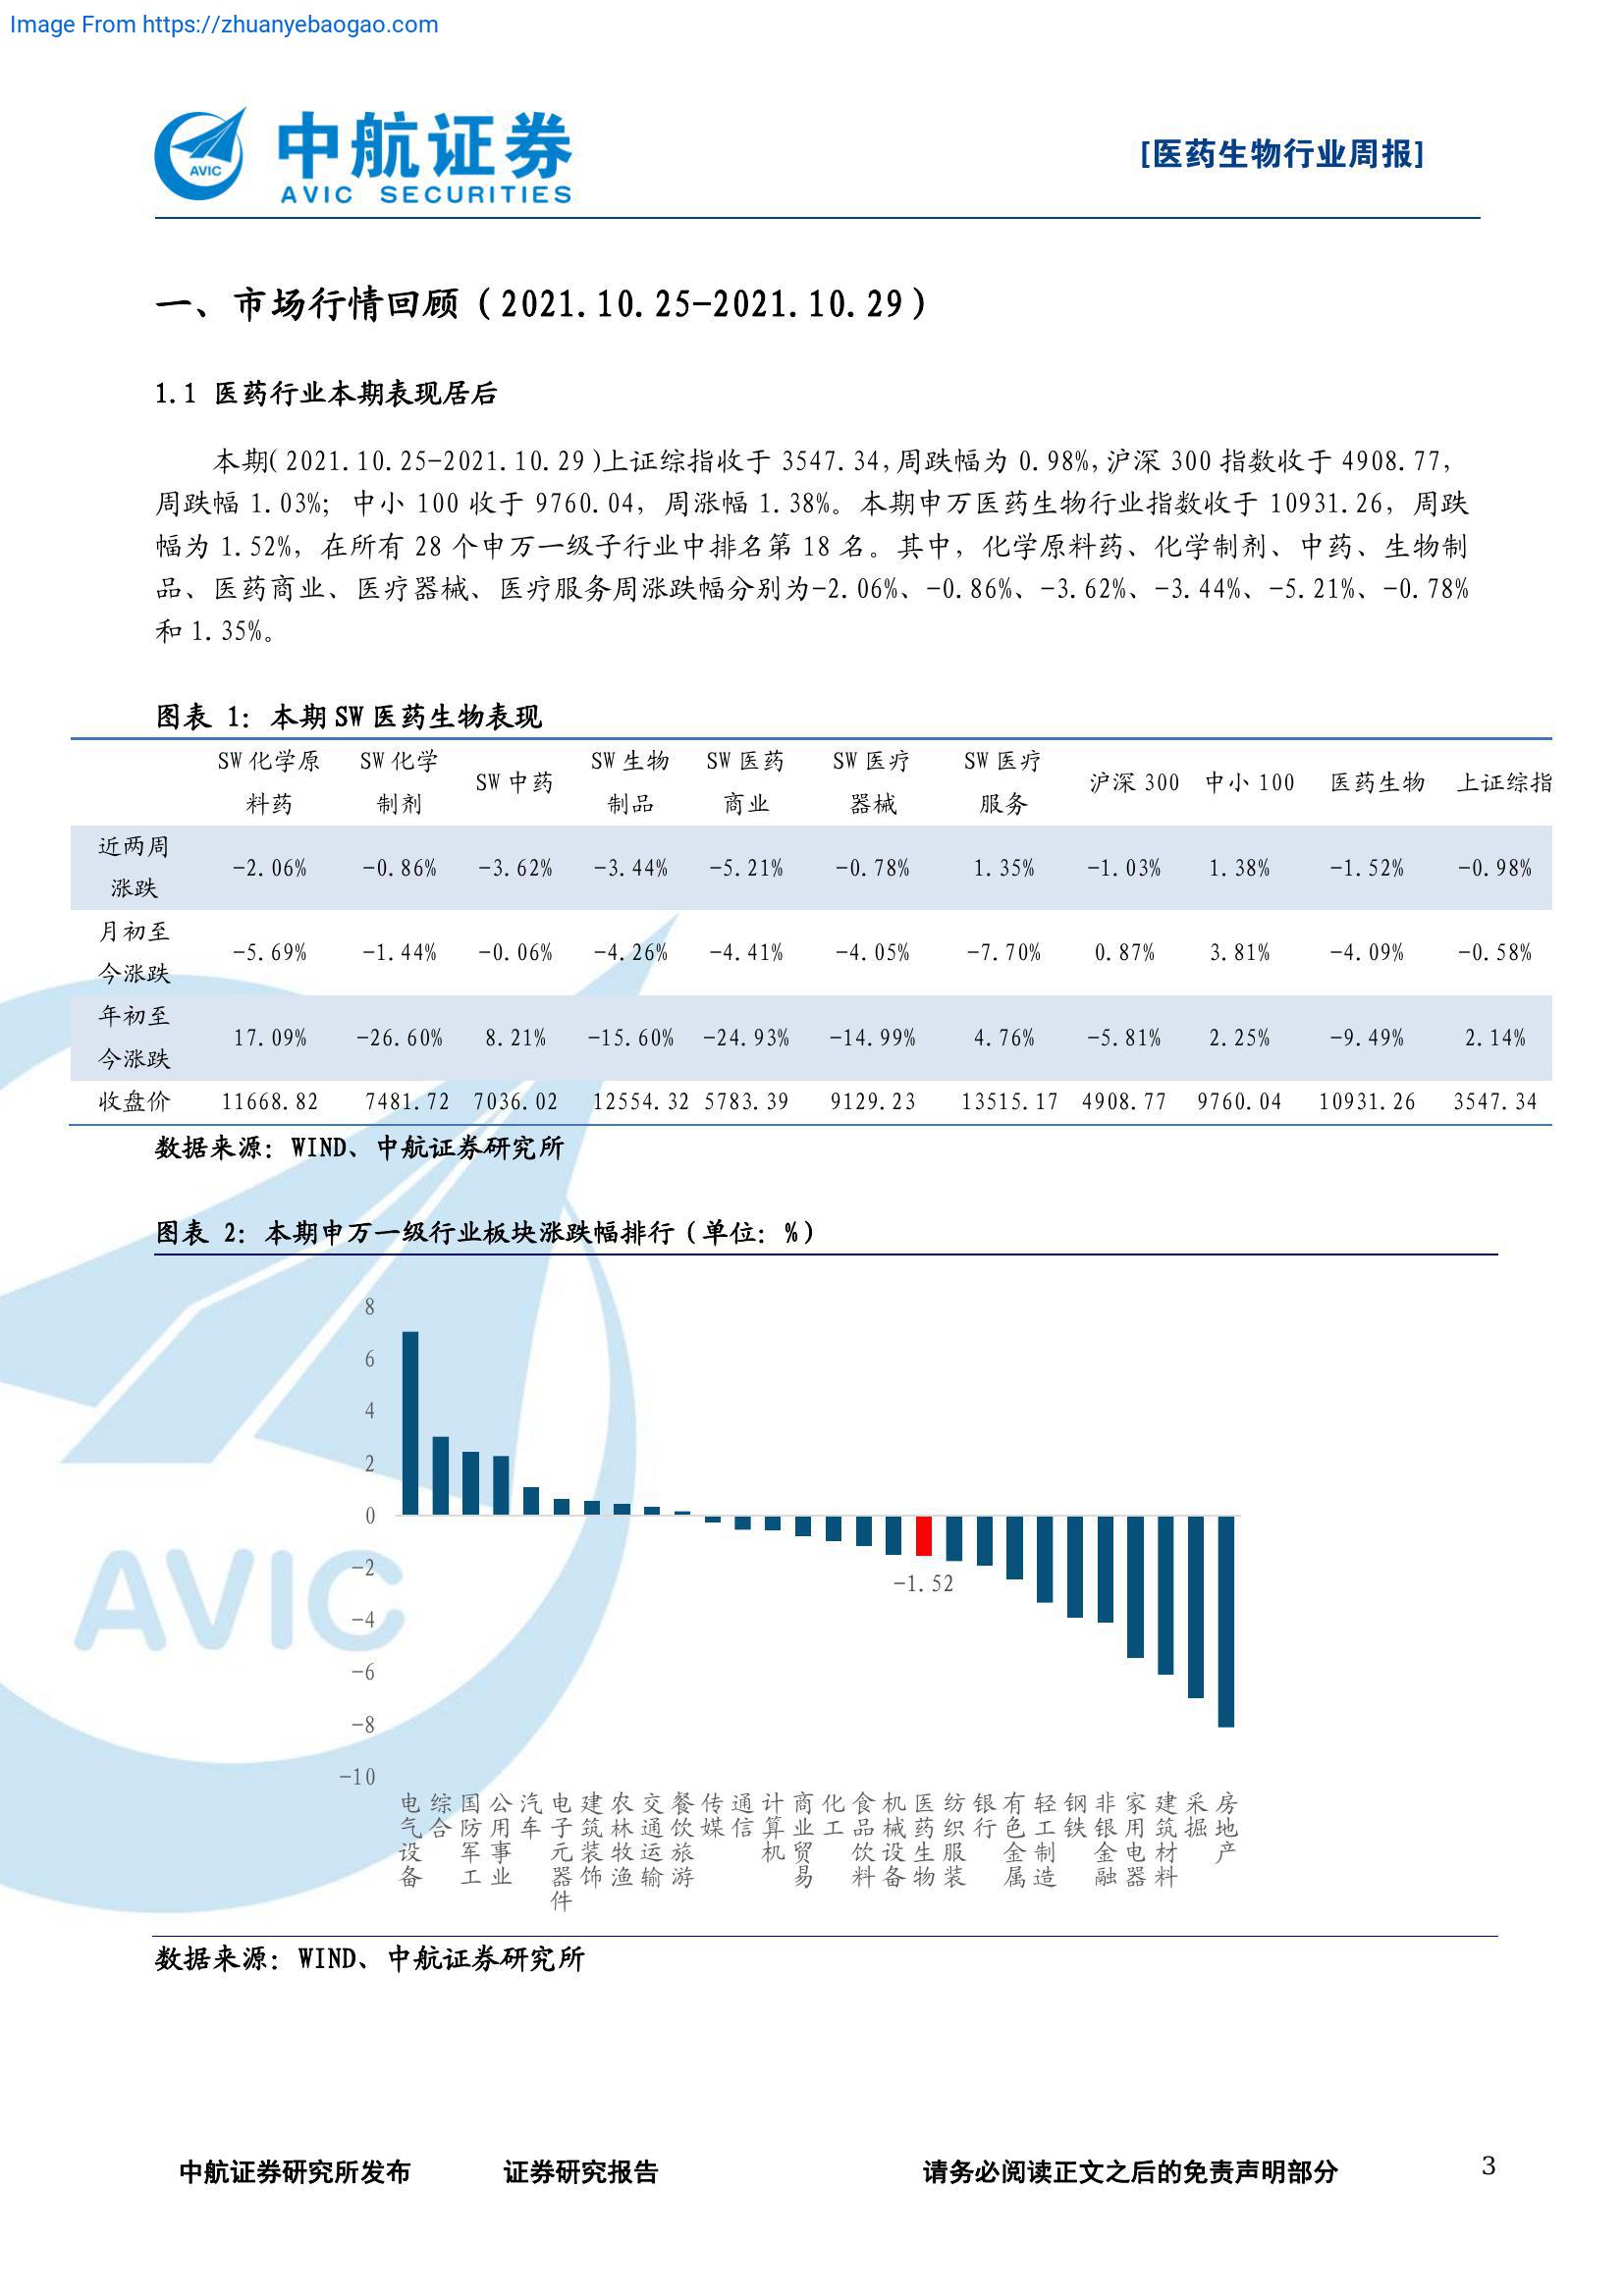 Image From https://zhuanyebaogao.com
AVIC
中航证券
AVIC SECURITIES
[医药生物行业周报]
一、市场行情回顾（2021.10.25-2021.10.29）
1.1 医药行业本期表现居后
本期(2021.10.25-2021.10.29)上证综指收于 3547.34,周跌幅为 0.98%,沪深 300 指数收于 4908.77,
周跌幅 1.03%; 中小 100 收于 9760.04, 周涨幅 1.38%。本期申万医药生物行业指数收于 10931.26, 周跌
幅为 1.52%, 在所有 28 个申万一级子行业中排名第 18 名。其中, 化学原料药、化学制剂、中药、生物制
品、医药商业、医疗器械、医疗服务周涨跌幅分别为-2.06%、-0.86%、-3.62%、-3.44%、-5.21%、-0.78%
和 1.35%。
图表 1: 本期 SW 医药生物表现
SW 化学原料药 SW 化学制剂 SW 中药 SW 生物制品 SW 医药商业 SW 医疗器械 SW 医疗服务 沪深 300 中小 100 医药生物 上证综指
近两周涨跌 -2.06% -0.86% -3.62% -3.44% -5.21% -0.78% 1.35% -1.03% 1.38% -1.52% -0.98%
月初至今涨跌 -5.69% -1.44% -0.06% -4.26% -4.41% -4.05% -7.70% 0.87% 3.81% -4.09% -0.58%
年初至今涨跌 17.09% -26.60% 8.21% -15.60% -24.93% -14.99% 4.76% -5.81% 2.25% -9.49% 2.14%
收盘价 11668.82 7481.72 7036.02 12554.32 5783.39 9129.23 13515.17 4908.77 9760.04 10931.26 3547.34
数据来源: WIND、中航证券研究所
图表 2: 本期申万一级行业板块涨跌幅排行（单位: %）
8
6
4
2
0
-2
-4
-6
-8
-10
-1.52
电气设备 综合 国防军工 公用事业 汽车 电子元器件 建筑装饰 农林牧渔 交通运输 餐饮旅游 传媒 通信 计算机 商业贸易 化工 食品饮料 机械设备 医药生物 纺织服装 银行 有色金属 轻工制造 钢铁 非银金融 家用电器 建筑材料 采掘 房地产
AVIC
数据来源: WIND、中航证券研究所
中航证券研究所发布 证券研究报告 请务必阅读正文之后的免责声明部分 3